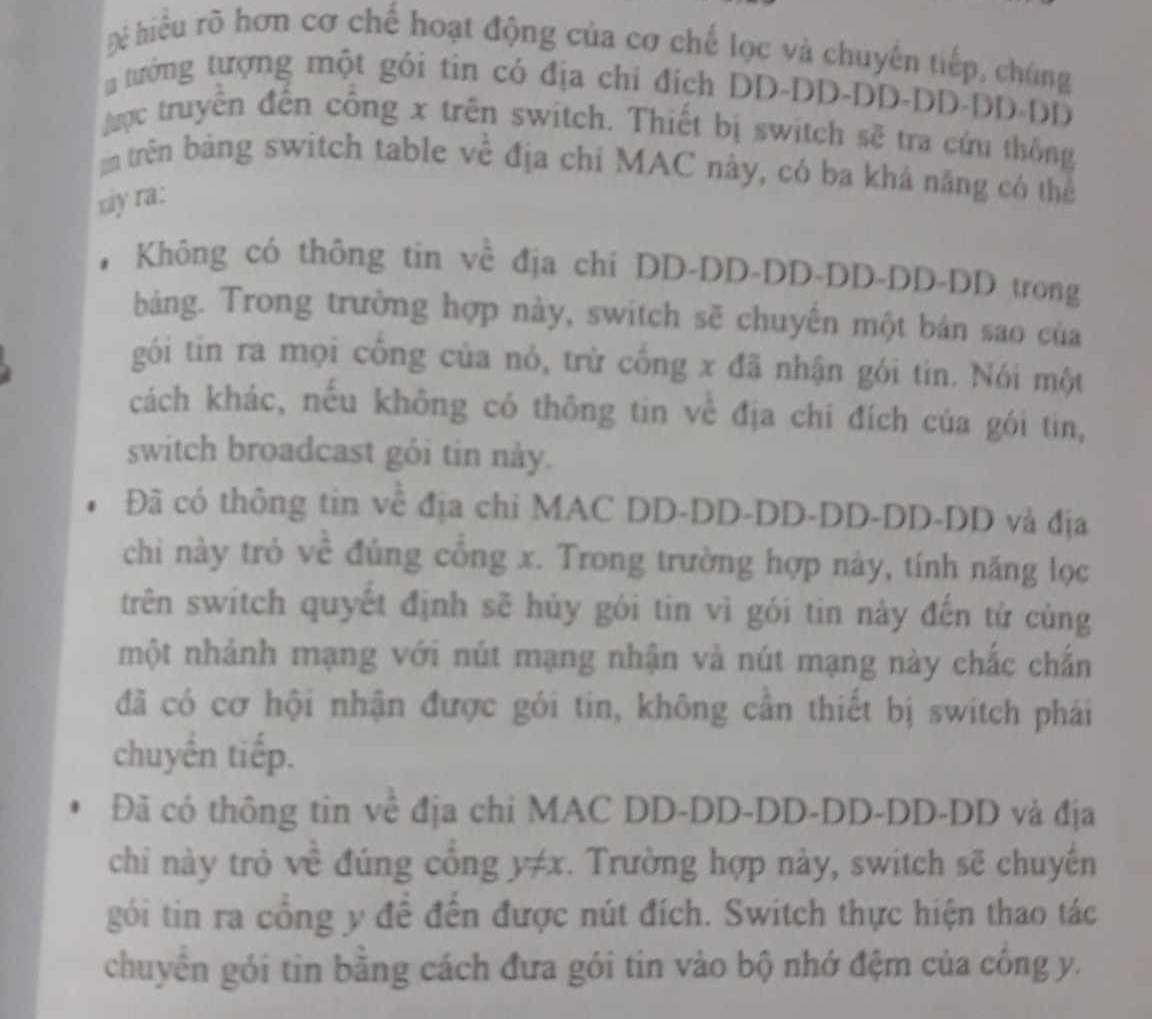 Để hiểu rõ hơn cơ chế hoạt động của cơ chế lọc và chuyển tiếp, chúng
tưởng tượng một gói tin có địa chỉ đích DD-DD-DD-DD-DD-DD
được truyền đến cổng x trên switch. Thiết bị switch sẽ tra cứu thông
trên bảng switch table về địa chỉ MAC này, có ba khả năng có thể
xảy ra:
• Không có thông tin về địa chỉ DD-DD-DD-DD-DD-DD trong
bảng. Trong trường hợp này, switch sẽ chuyển một bản sao của
gói tin ra mọi cổng của nó, trừ cổng x đã nhận gói tin. Nói một
cách khác, nếu không có thông tin về địa chỉ đích của gói tin,
switch broadcast gói tin này.
• Đã có thông tin về địa chỉ MAC DD-DD-DD-DD-DD-DD và địa
chỉ này trỏ về đúng cổng x. Trong trường hợp này, tính năng lọc
trên switch quyết định sẽ hủy gói tin vì gói tin này đến từ cùng
một nhánh mạng với nút mạng nhận và nút mạng này chắc chắn
đã có cơ hội nhận được gói tin, không cần thiết bị switch phải
chuyển tiếp.
• Đã có thông tin về địa chỉ MAC DD-DD-DD-DD-DD-DD và địa
chỉ này trỏ về đúng cổng y≠x. Trường hợp này, switch sẽ chuyển
gói tin ra cổng y để đến được nút đích. Switch thực hiện thao tác
chuyển gói tin bằng cách đưa gói tin vào bộ nhớ đệm của cổng y.